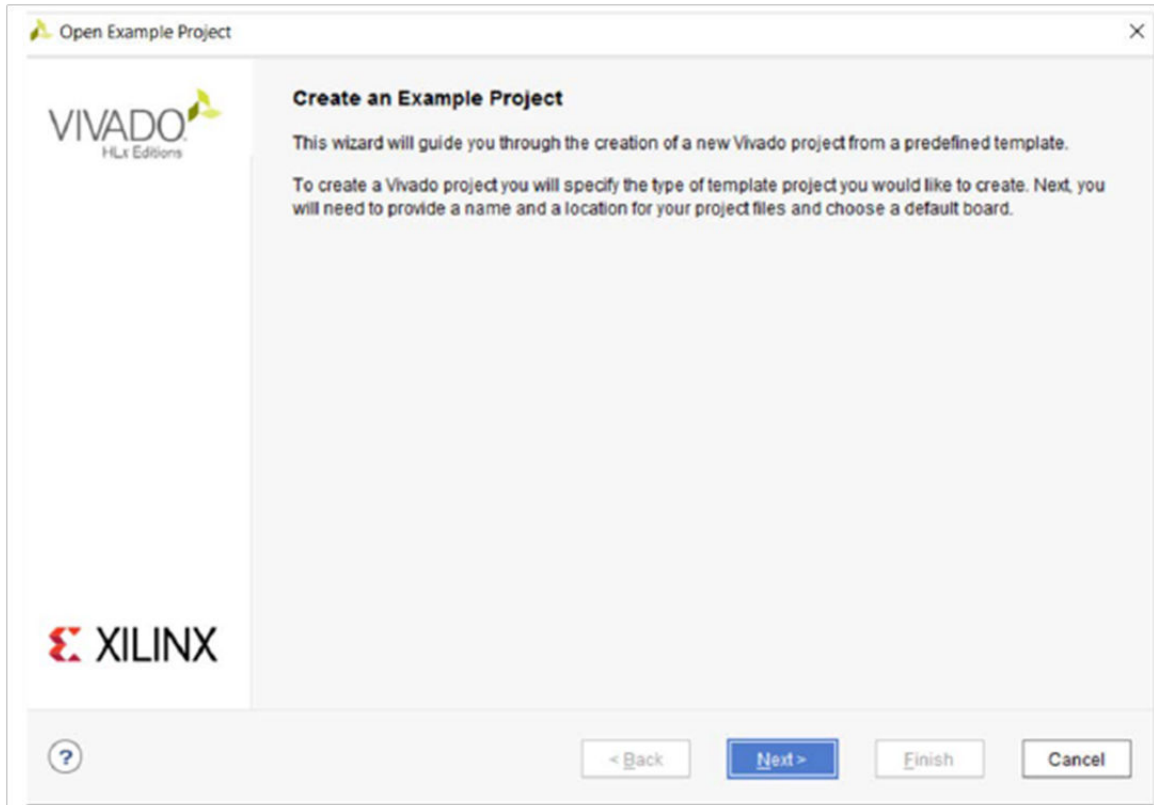 Open Example Project
VIVADO
HLx Editions
Create an Example Project
This wizard will guide you through the creation of a new Vivado project from a predefined template.
To create a Vivado project you will specify the type of template project you would like to create. Next, you
will need to provide a name and a location for your project files and choose a default board.
XILINX
?
< Back
Next >
Finish
Cancel